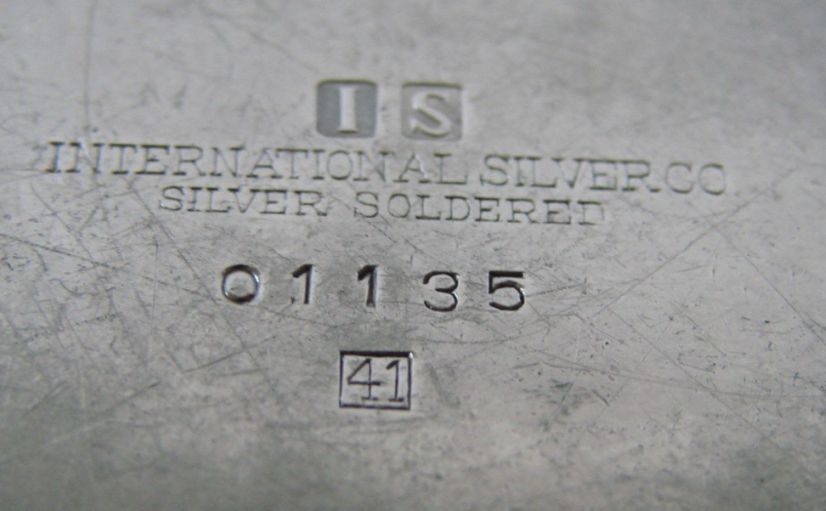 I S
INTERNATIONAL SILVER CO
SILVER SOLDERED
01135
41